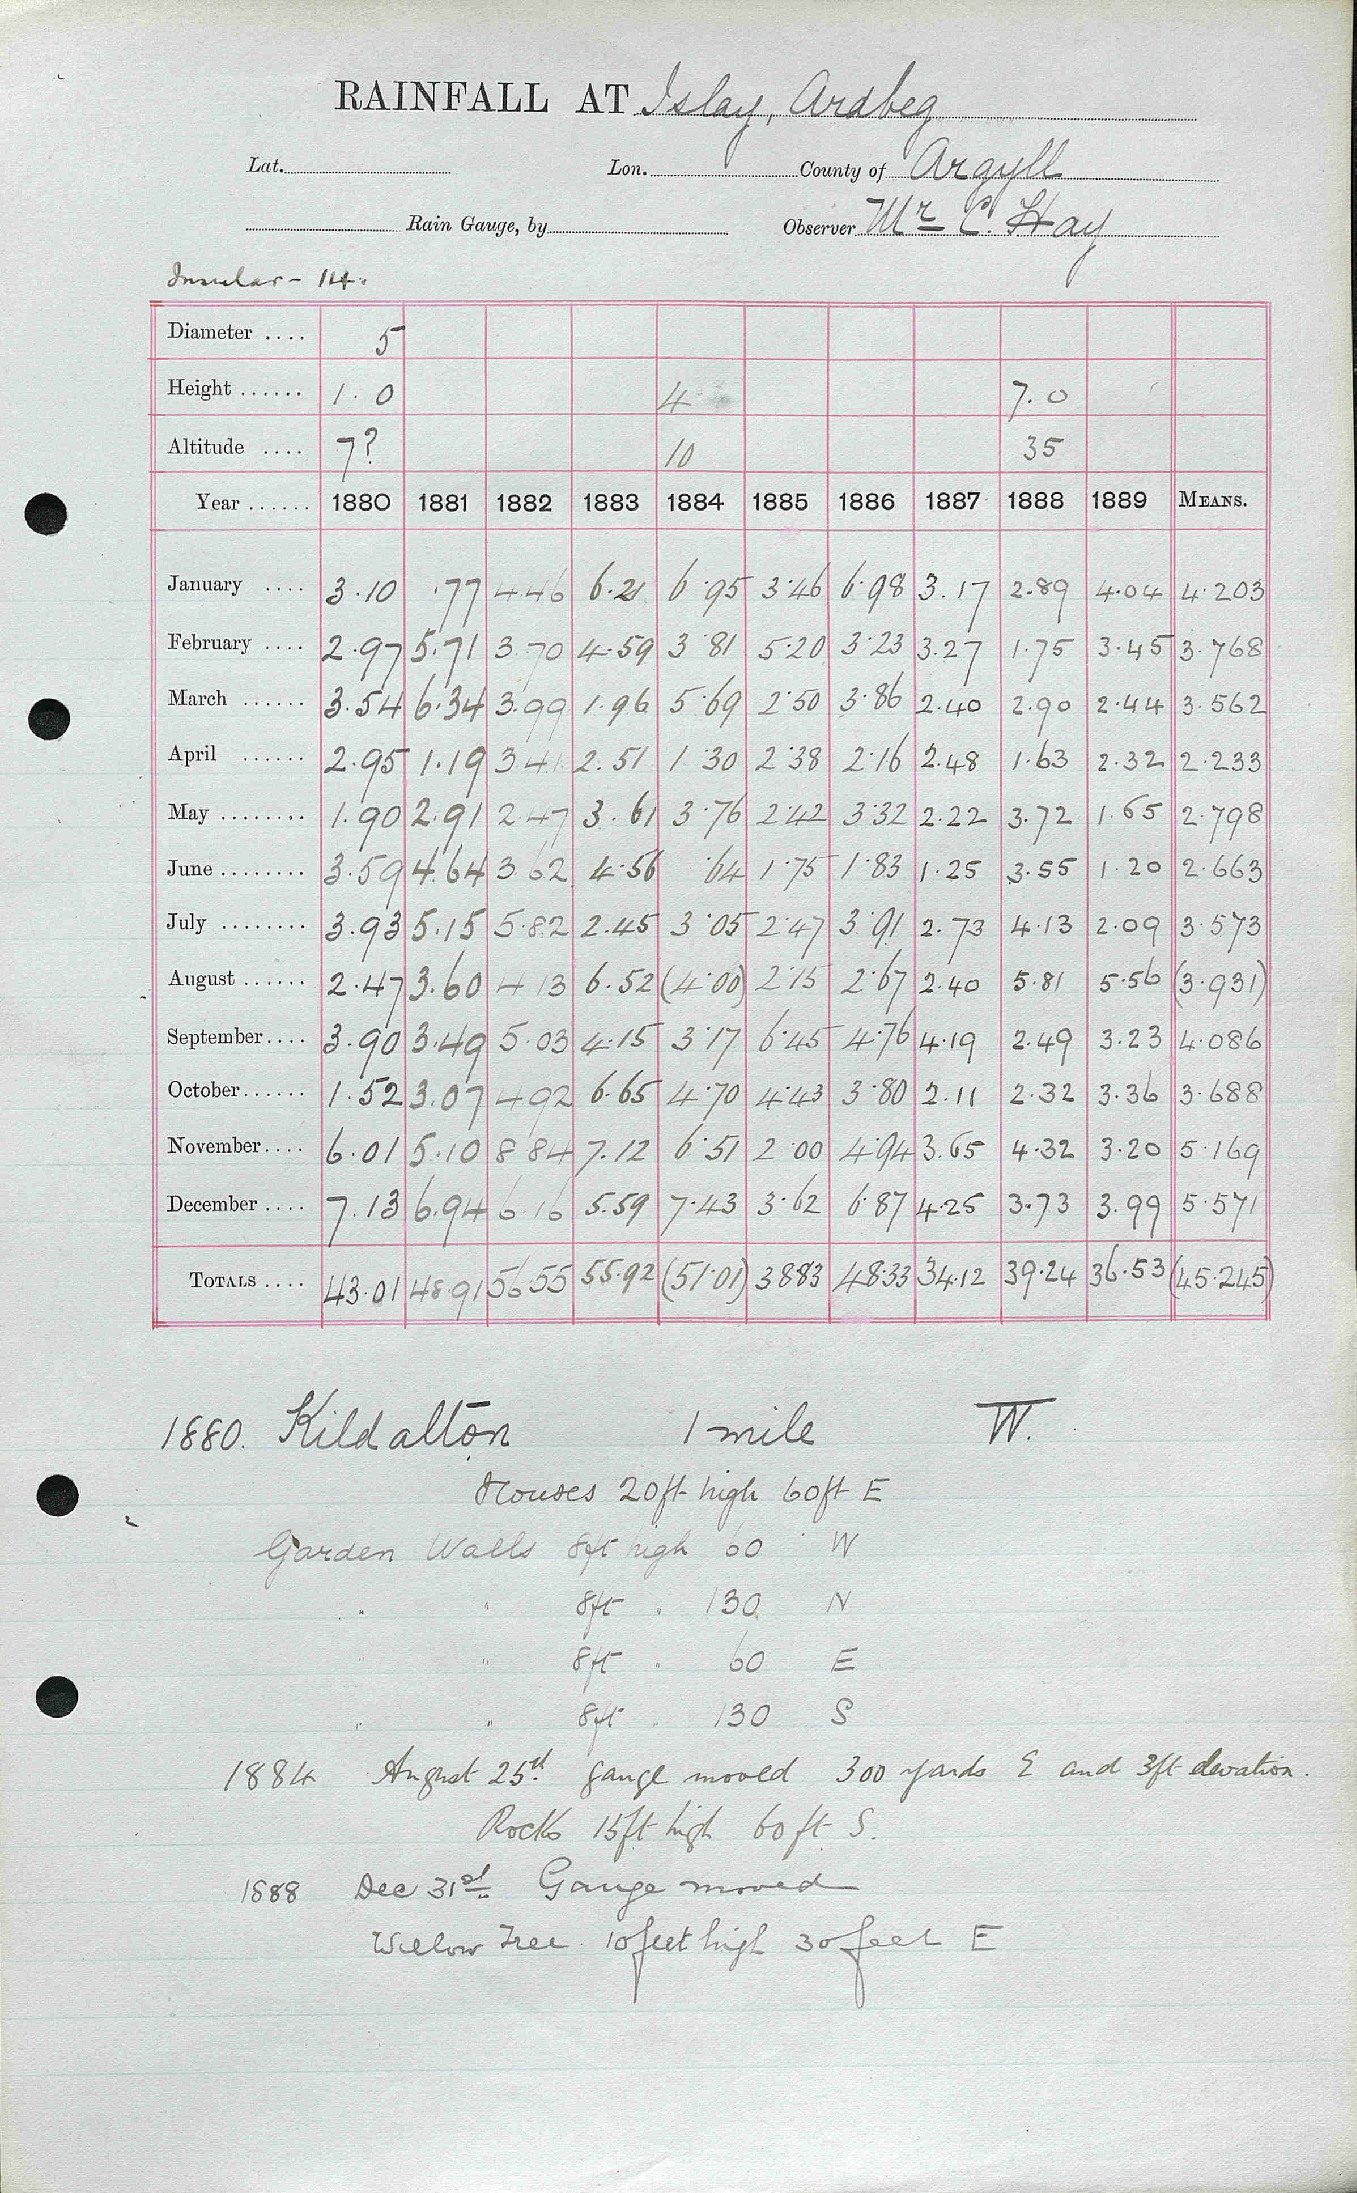 RAINFALL AT Islay, Ardbeg
Lat. Lon. County of Argyll
Rain Gauge, by Observer Mr C. Hay
Insular - 114.
Diameter .... 5
Height ...... 1.0 4 7.0
Altitude .... 7? 10 35
Year ...... 1880 1881 1882 1883 1884 1885 1886 1887 1888 1889 MEANS.
January .... 3.10 .77 4.46 6.21 6.95 3.46 6.98 3.17 2.89 4.04 4.203
February .... 2.97 5.71 3.70 4.59 3.81 5.20 3.23 3.27 1.75 3.45 3.768
March ...... 3.54 6.34 3.99 1.96 5.69 2.50 3.86 2.40 2.90 2.44 3.562
April ...... 2.95 1.19 3.41 2.51 1.30 2.38 2.16 2.48 1.63 2.32 2.233
May ........ 1.90 2.91 2.47 3.61 3.76 2.42 3.32 2.22 3.72 1.65 2.798
June ........ 3.59 4.64 3.62 4.56 .64 1.75 1.83 1.25 3.55 1.20 2.663
July ........ 3.93 5.15 5.82 2.45 3.05 2.47 3.91 2.73 4.13 2.09 3.573
August ...... 2.47 3.60 4.13 6.52 (4.00) 2.15 2.67 2.40 5.81 5.56 (3.931)
September.... 3.90 3.49 5.03 4.15 3.17 6.45 4.76 4.19 2.49 3.23 4.086
October...... 1.52 3.07 4.92 6.65 4.70 4.43 3.80 2.11 2.32 3.36 3.688
November.... 6.01 5.10 8.84 7.12 6.51 2.00 4.94 3.65 4.32 3.20 5.169
December .... 7.13 6.94 6.16 5.59 7.43 3.62 6.87 4.25 3.73 3.99 5.571
TOTALS .... 43.01 48.91 56.55 55.92 (51.01) 38.83 48.33 34.12 39.24 36.53 (45.245)
1880. Kildalton 1 mile W.
Houses 20ft high 60ft E
Garden Walls 8ft high 60 " W
" " 8ft " 130 N
" " 8ft " 60 E
" " 8ft " 130 S
1884 August 25th gauge moved 300 yards E and 3ft elevation.
Rocks 15ft high 60 ft S.
1888 Dec 31st. Gauge moved
Willow Tree 10 feet high 30 feet E